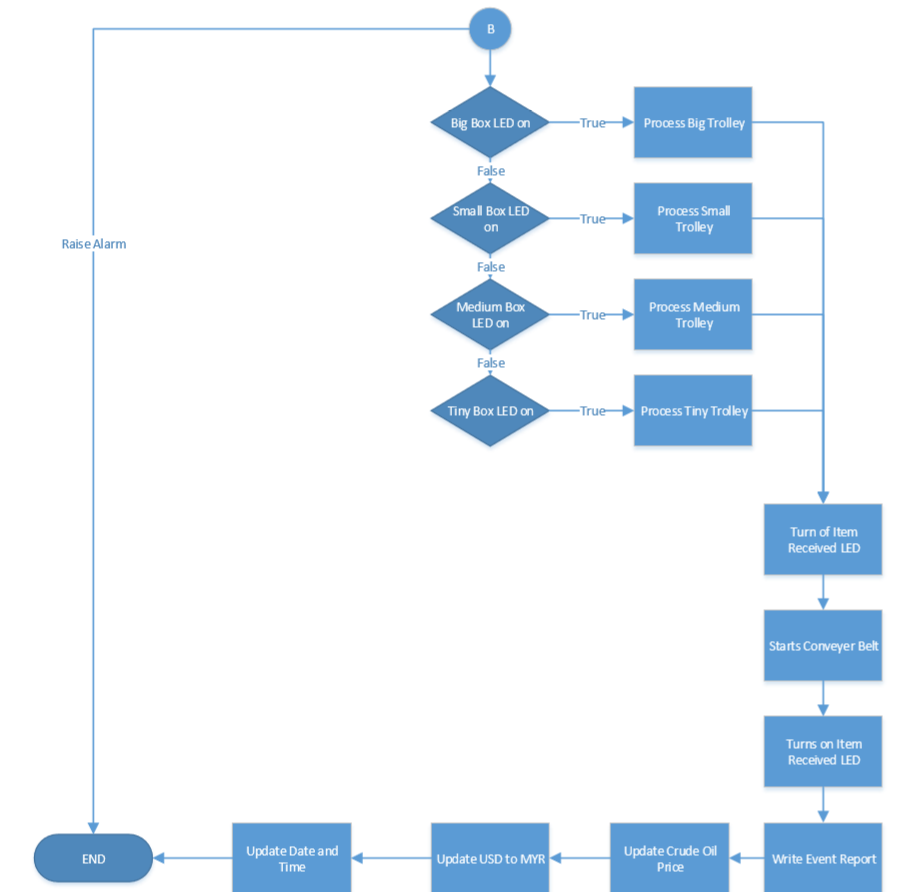 B
Big Box LED on
True
Process Big Trolley
False
Small Box LED
on
True
Process Small
Trolley
Raise Alarm
False
Medium Box
LED on
True
Process Medium
Trolley
False
Tiny Box LED on
True
Process Tiny Trolley
Turn of Item
Received LED
Starts Conveyer Belt
Turns on Item
Received LED
Write Event Report
Update Crude Oil
Price
Update USD to MYR
Update Date and
Time
END